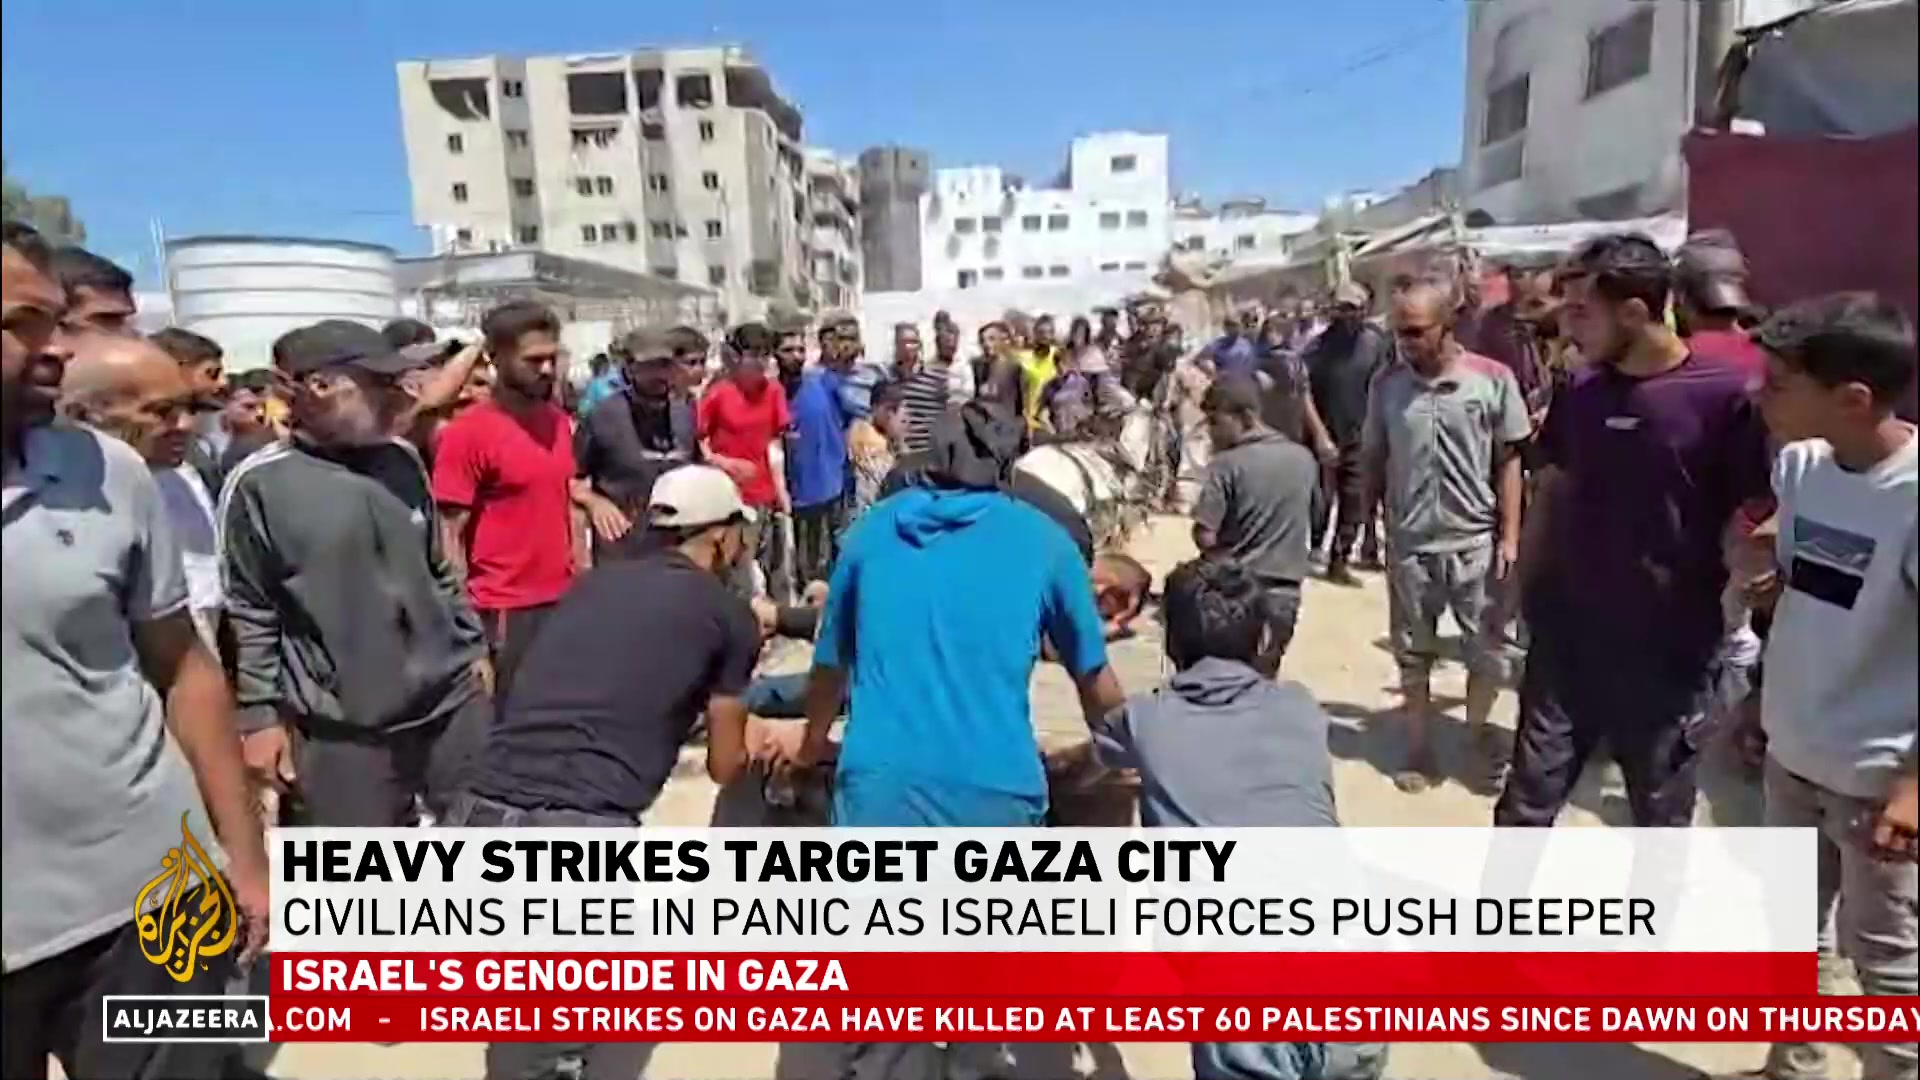 HEAVY STRIKES TARGET GAZA CITY
CIVILIANS FLEE IN PANIC AS ISRAELI FORCES PUSH DEEPER
ISRAEL'S GENOCIDE IN GAZA
ALJAZEERA
.COM - ISRAELI STRIKES ON GAZA HAVE KILLED AT LEAST 60 PALESTINIANS SINCE DAWN ON THURSDAY